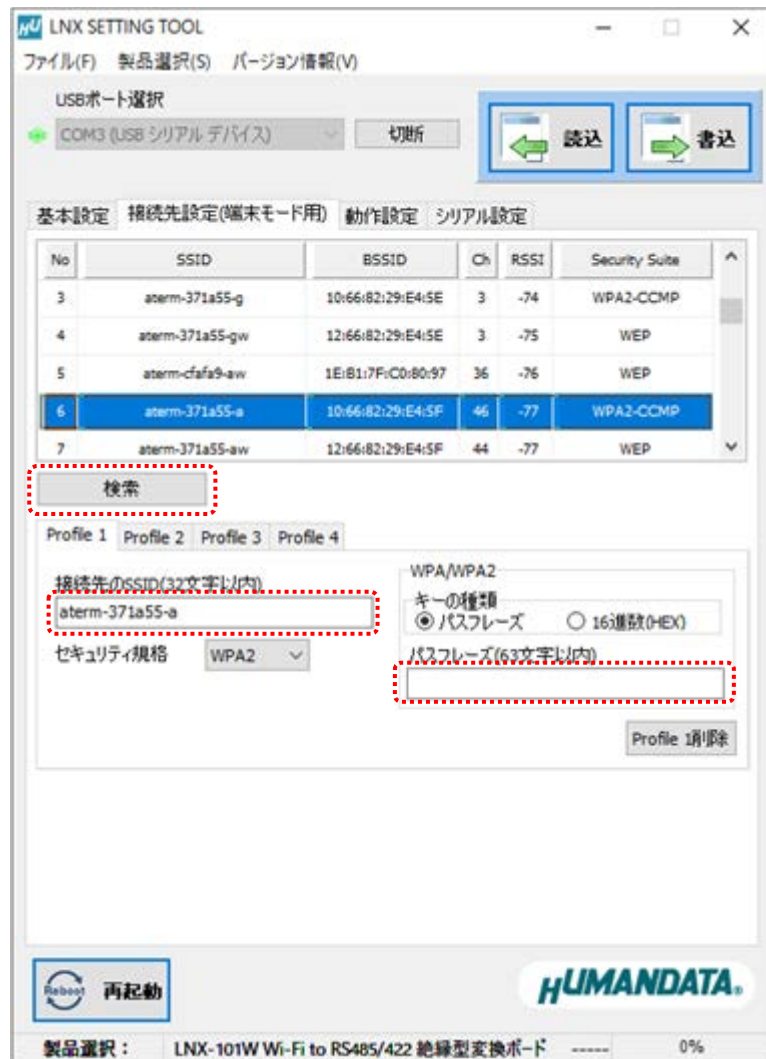 LNX SETTING TOOL
ファイル(F) 製品選択(S) バージョン情報(V)
USBポート選択
COM3 (USB シリアル デバイス) 切断 読込 書込
基本設定 接続先設定(端末モード用) 動作設定 シリアル設定
No SSID BSSID Ch RSSI Security Suite
3 aterm-371a55-g 10:66:82:29:E4:5E 3 -74 WPA2-CCMP
4 aterm-371a55-gw 12:66:82:29:E4:5E 3 -75 WEP
5 aterm-cfafa9-aw 1E:B1:7F:C0:80:97 36 -76 WEP
6 aterm-371a55-a 10:66:82:29:E4:5F 46 -77 WPA2-CCMP
7 aterm-371a55-aw 12:66:82:29:E4:5F 44 -77 WEP
検索
Profile 1 Profile 2 Profile 3 Profile 4
接続先のSSID(32文字以内)
aterm-371a55-a
セキュリティ規格 WPA2
WPA/WPA2
キーの種類
パスフレーズ 16進数(HEX)
パスフレーズ(63文字以内)
Profile 1削除
Reboot 再起動
HUMANDATA®
製品選択： LNX-101W Wi-Fi to RS485/422 絶縁型変換ボード ----- 0%